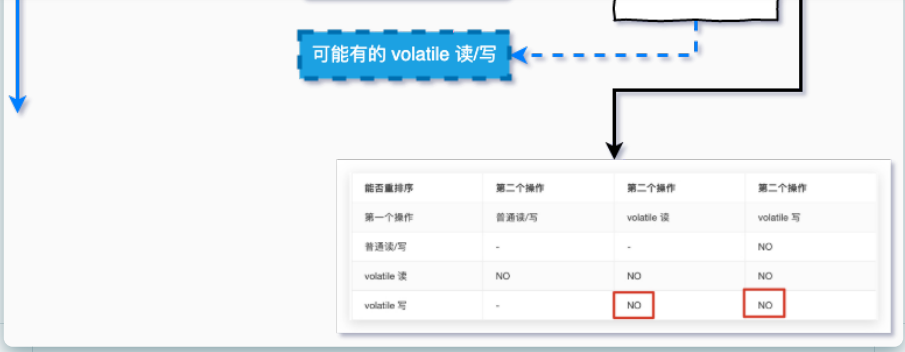 可能有的 volatile 读/写
能否重排序 第二个操作 第二个操作 第二个操作
第一个操作 普通读/写 volatile 读 volatile 写
普通读/写 - - NO
volatile 读 NO NO NO
volatile 写 - NO NO